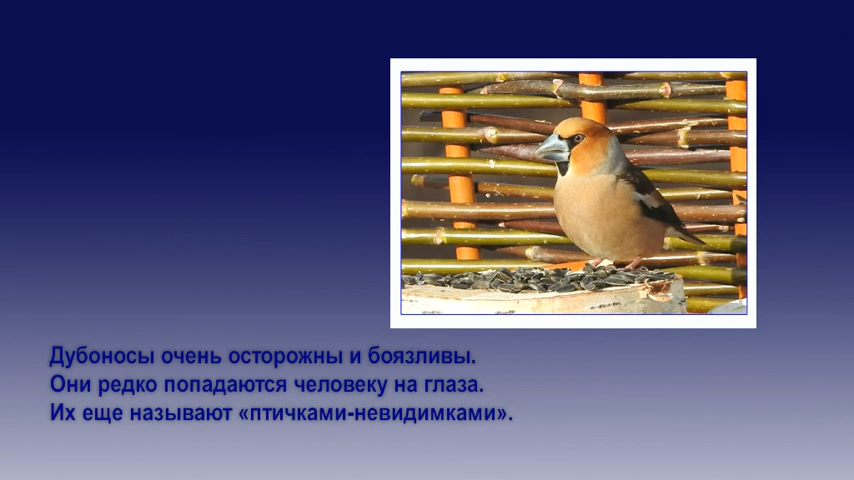 Дубоносы очень осторожны и боязливы.
Они редко попадаются человеку на глаза.
Их еще называют «птичками-невидимками».